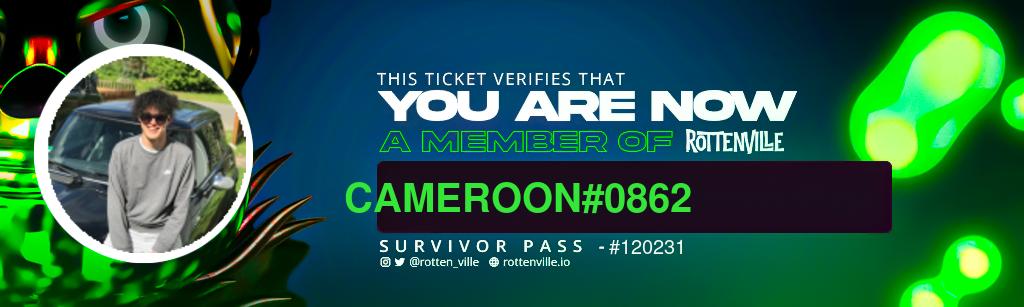 THIS TICKET VERIFIES THAT
YOU ARE NOW
A MEMBER OF ROTTENVILLE
CAMEROON#0862
SURVIVOR PASS - #120231
@rotten_ville rottenville.io